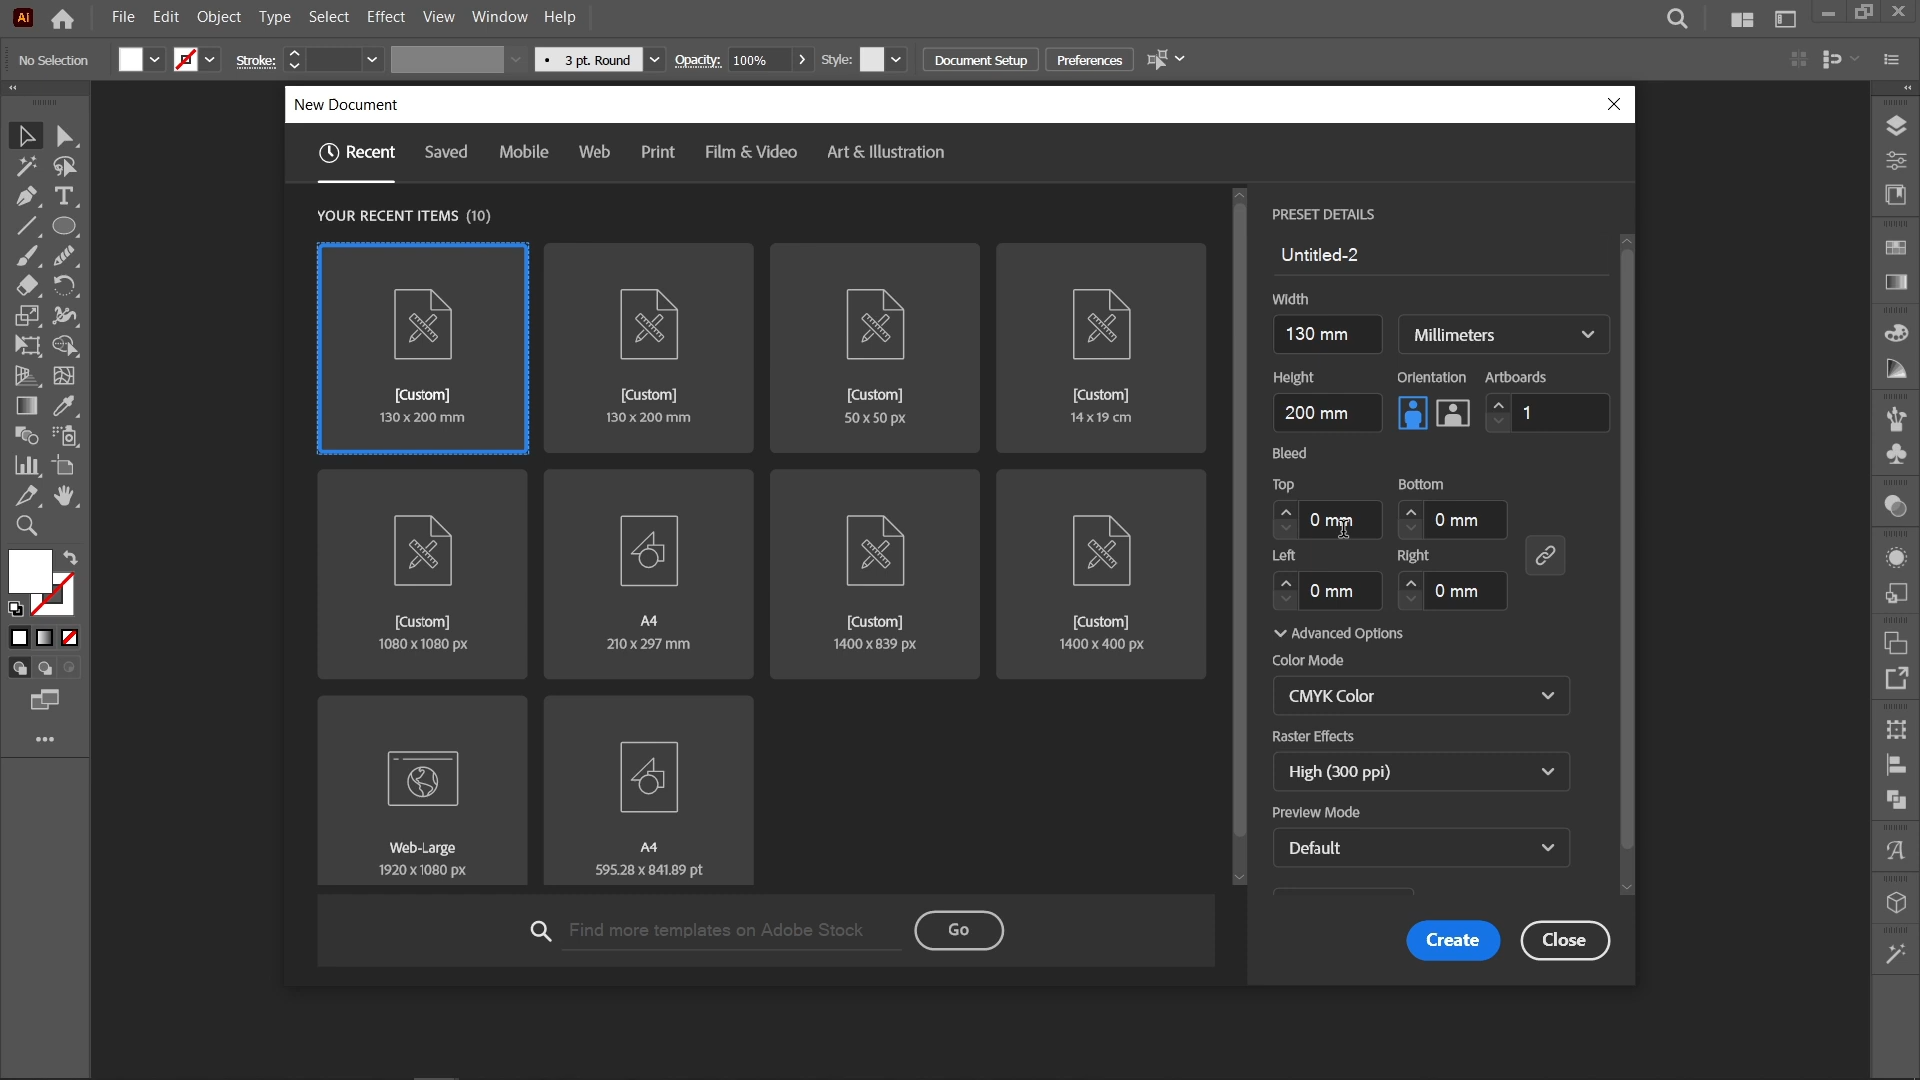 Ai File Edit Object Type Select Effect View Window Help
No Selection Stroke: 3 pt. Round Opacity: 100% Style: Document Setup Preferences
New Document
Recent Saved Mobile Web Print Film & Video Art & Illustration
YOUR RECENT ITEMS (10)
[Custom] [Custom] [Custom] [Custom]
130 x 200 mm 130 x 200 mm 50 x 50 px 14 x 19 cm
[Custom] A4 [Custom] [Custom]
1080 x 1080 px 210 x 297 mm 1400 x 839 px 1400 x 400 px
Web-Large A4
1920 x 1080 px 595.28 x 841.89 pt
Find more templates on Adobe Stock Go
PRESET DETAILS
Untitled-2
Width
130 mm Millimeters
Height Orientation Artboards
200 mm 1
Bleed
Top Bottom
0 mm 0 mm
Left Right
0 mm 0 mm
Advanced Options
Color Mode
CMYK Color
Raster Effects
High (300 ppi)
Preview Mode
Default
Create Close